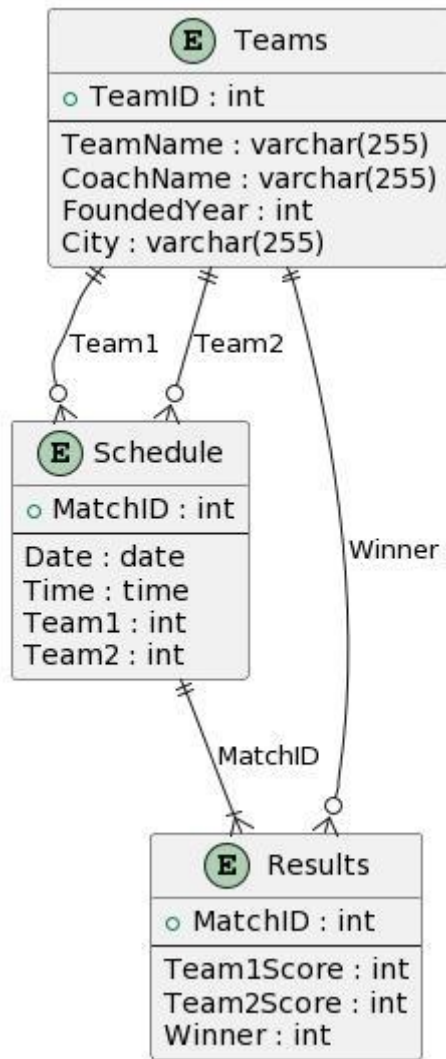 E Teams
TeamID : int
TeamName : varchar(255)
CoachName : varchar(255)
FoundedYear : int
City : varchar(255)
Team1
Team2
E Schedule
MatchID : int
Date : date
Time : time
Team1 : int
Team2 : int
Winner
MatchID
E Results
MatchID : int
Team1Score : int
Team2Score : int
Winner : int